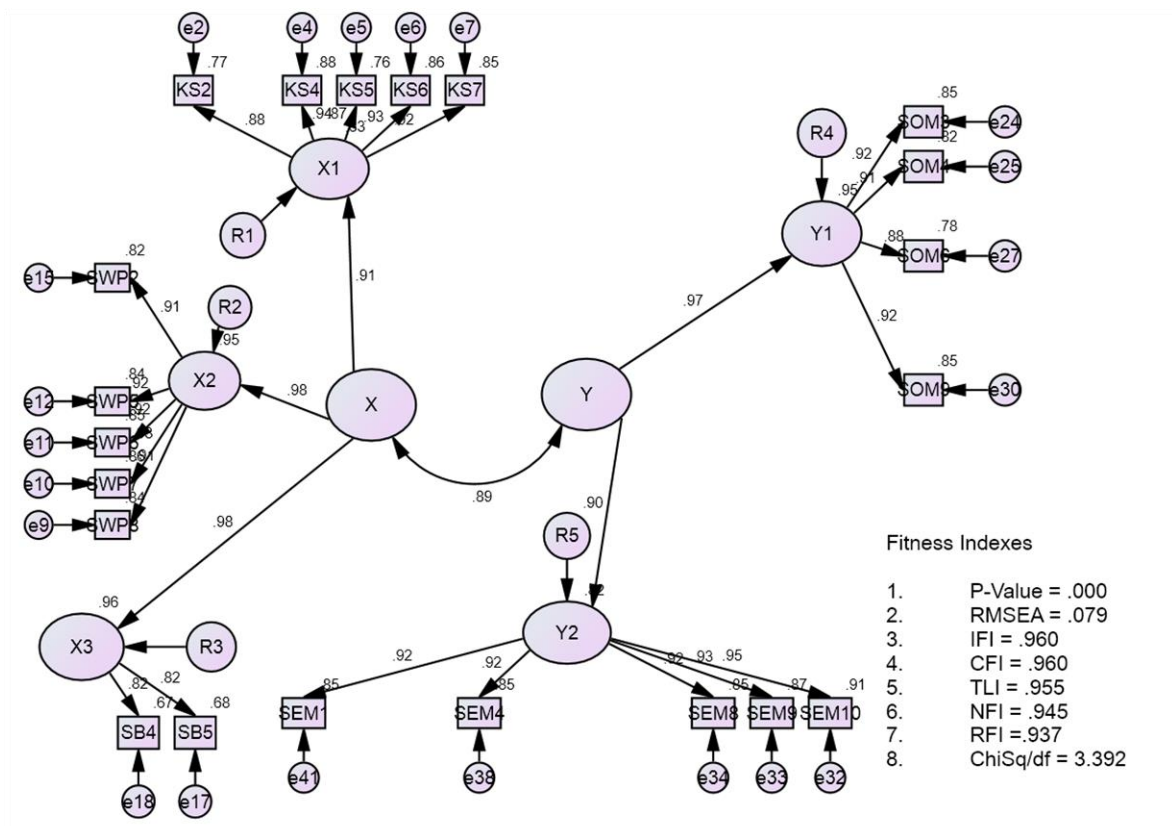 e2 e4 e5 e6 e7
.77 .88 .76 .86 .85
KS2 KS4 KS5 KS6 KS7
.88 .94 .87 .93 .92
X1
R1
.91
.82
e15
.91
R2
.95
X2
.98
.84
.92
e12
e11
e10
e9
.84
X
Y
.89
.98
.96
X3
R3
.82 .82
.67 .68
SB4 SB5
e18 e17
R4
.95
Y1
.97
.92 .85
e24
.91 .82
e25
.88 .78
e27
.92 .85
e30
.90
R5
Y2
.92 .92 .92 .93 .95
.85 .85 .85 .87 .91
SEM1 SEM4 SEM8 SEM9 SEM10
e41 e38 e34 e33 e32
Fitness Indexes
1. P-Value = .000
2. RMSEA = .079
3. IFI = .960
4. CFI = .960
5. TLI = .955
6. NFI = .945
7. RFI = .937
8. ChiSq/df = 3.392